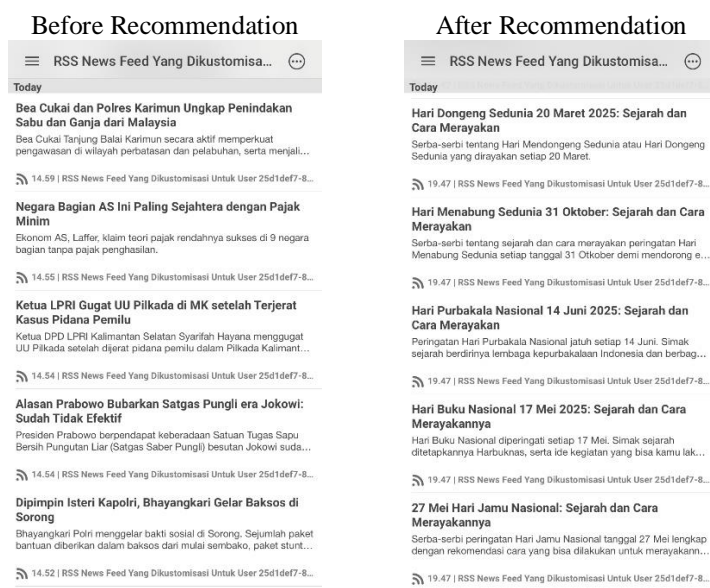 Before Recommendation
RSS News Feed Yang Dikustomisa...
Today
Bea Cukai dan Polres Karimun Ungkap Penindakan
Sabu dan Ganja dari Malaysia
Bea Cukai Tanjung Balai Karimun secara aktif memperkuat
pengawasan di wilayah perbatasan dan pelabuhan, serta menjali...
14.59 | RSS News Feed Yang Dikustomisasi Untuk User 25d1def7-8...
Negara Bagian AS Ini Paling Sejahtera dengan Pajak
Minim
Ekonom AS, Laffer, klaim teori pajak rendahnya sukses di 9 negara
bagian tanpa pajak penghasilan.
14.55 | RSS News Feed Yang Dikustomisasi Untuk User 25d1def7-8...
Ketua LPRI Gugat UU Pilkada di MK setelah Terjerat
Kasus Pidana Pemilu
Ketua DPD LPRI Kalimantan Selatan Syarifah Hayana menggugat
UU Pilkada setelah dijerat pidana pemilu dalam Pilkada Kalimant...
14.54 | RSS News Feed Yang Dikustomisasi Untuk User 25d1def7-8...
Alasan Prabowo Bubarkan Satgas Pungli era Jokowi:
Sudah Tidak Efektif
Presiden Prabowo berpendapat keberadaan Satuan Tugas Sapu
Bersih Pungutan Liar (Satgas Saber Pungli) besutan Jokowi suda...
14.54 | RSS News Feed Yang Dikustomisasi Untuk User 25d1def7-8...
Dipimpin Isteri Kapolri, Bhayangkari Gelar Baksos di
Sorong
Bhayangkari Polri menggelar bakti sosial di Sorong. Sejumlah paket
bantuan diberikan dalam baksos dari mulai sembako, paket stunt...
14.52 | RSS News Feed Yang Dikustomisasi Untuk User 25d1def7-8...
After Recommendation
RSS News Feed Yang Dikustomisa...
Today
Hari Dongeng Sedunia 20 Maret 2025: Sejarah dan
Cara Merayakan
Serba-serbi tentang Hari Mendongeng Sedunia atau Hari Dongeng
Sedunia yang dirayakan setiap 20 Maret.
19.47 | RSS News Feed Yang Dikustomisasi Untuk User 25d1def7-8...
Hari Menabung Sedunia 31 Oktober: Sejarah dan Cara
Merayakan
Serba-serbi tentang sejarah dan cara merayakan peringatan Hari
Menabung Sedunia setiap tanggal 31 Otkober demi mendorong e...
19.47 | RSS News Feed Yang Dikustomisasi Untuk User 25d1def7-8...
Hari Purbakala Nasional 14 Juni 2025: Sejarah dan
Cara Merayakan
Peringatan Hari Purbakala Nasional jatuh setiap 14 Juni. Simak
sejarah berdirinya lembaga kepurbakalaan Indonesia dan berbag...
19.47 | RSS News Feed Yang Dikustomisasi Untuk User 25d1def7-8...
Hari Buku Nasional 17 Mei 2025: Sejarah dan Cara
Merayakannya
Hari Buku Nasional diperingati setiap 17 Mei. Simak sejarah
ditetapkannya Harbuknas, serta ide kegiatan yang bisa kamu lak...
19.47 | RSS News Feed Yang Dikustomisasi Untuk User 25d1def7-8...
27 Mei Hari Jamu Nasional: Sejarah dan Cara
Merayakannya
Serba-serbi peringatan Hari Jamu Nasional tanggal 27 Mei lengkap
dengan rekomendasi cara yang bisa dilakukan untuk merayakann...
19.47 | RSS News Feed Yang Dikustomisasi Untuk User 25d1def7-8...